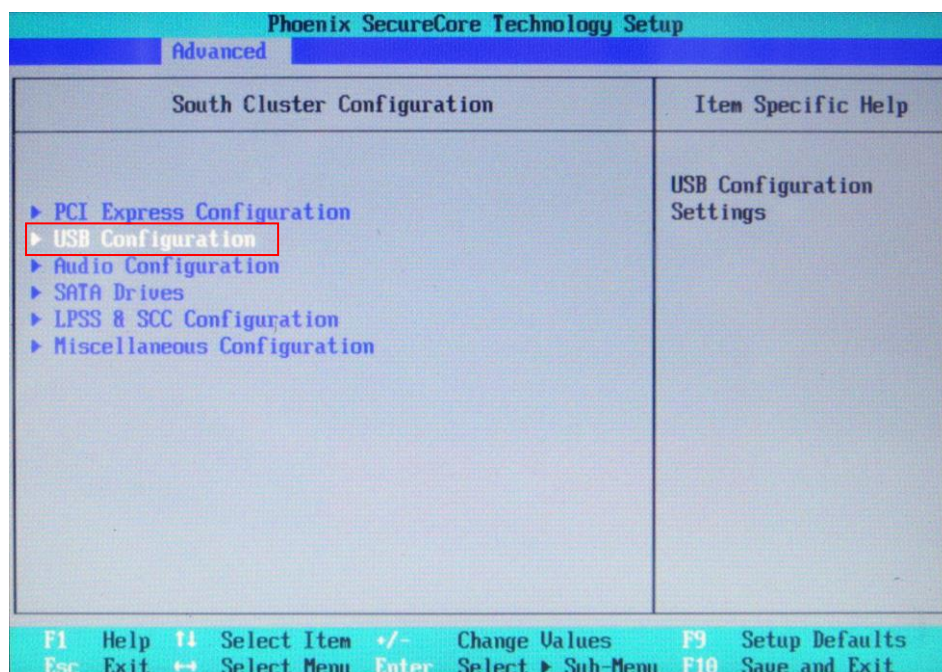 Phoenix SecureCore Technology Setup
Advanced
South Cluster Configuration
Item Specific Help
USB Configuration
Settings
▶ PCI Express Configuration
▶ USB Configuration
▶ Audio Configuration
▶ SATA Drives
▶ LPSS & SCC Configuration
▶ Miscellaneous Configuration
F1 Help ↑↓ Select Item +/- Change Values F9 Setup Defaults
Esc Exit ↔ Select Menu Enter Select ▶ Sub-Menu F10 Save and Exit